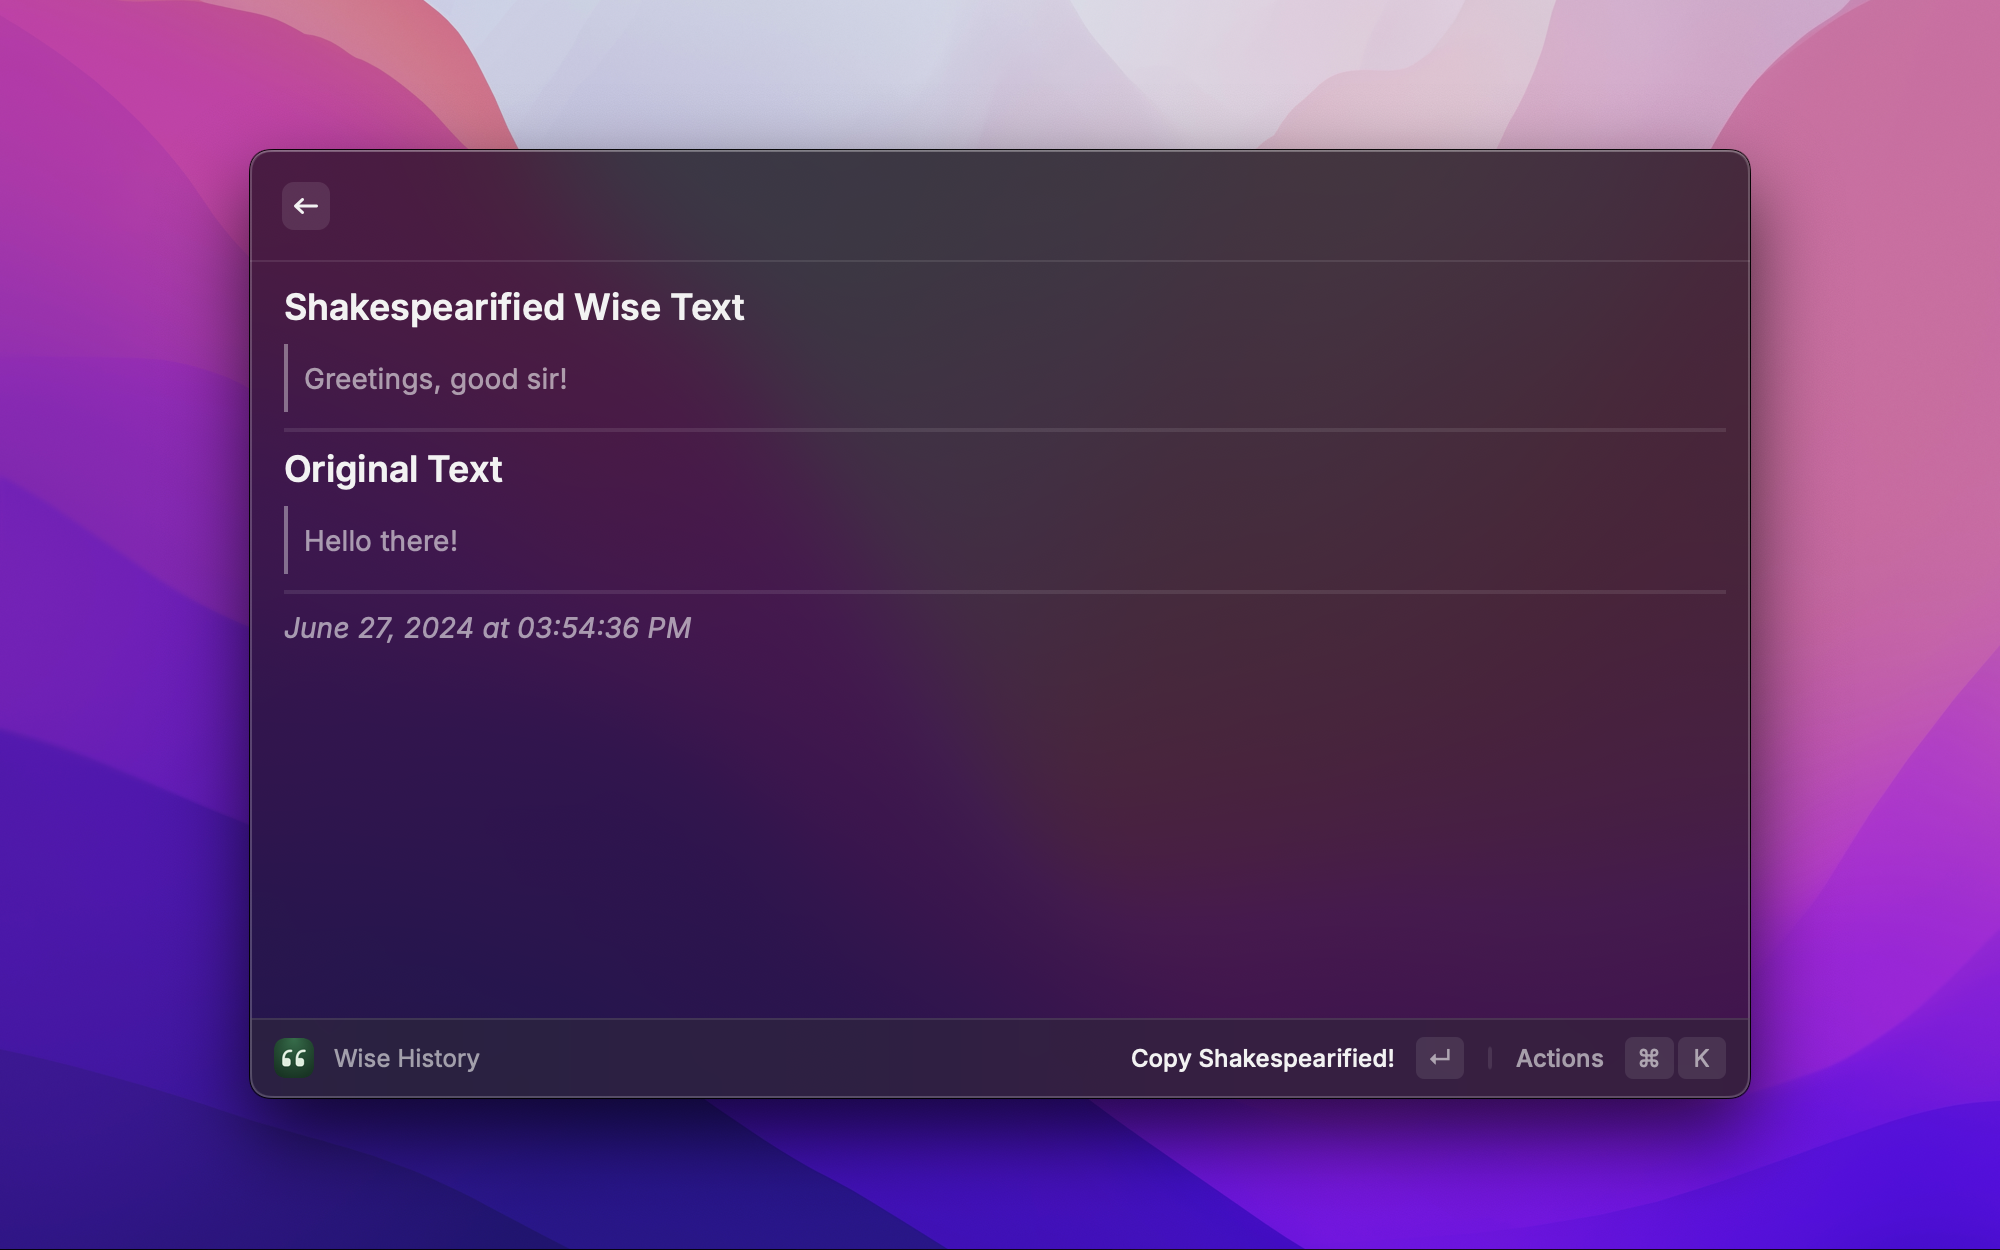 Shakespearified Wise Text
Greetings, good sir!
Original Text
Hello there!
June 27, 2024 at 03:54:36 PM
Wise History
Copy Shakespearified! ↵ Actions ⌘ K